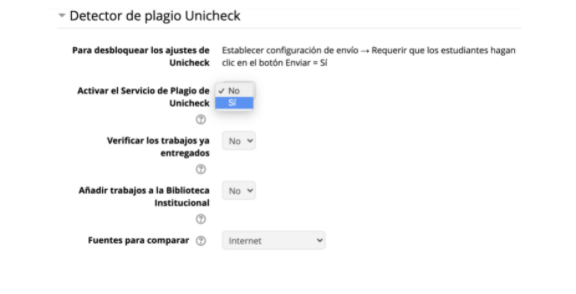 Detector de plagio Unicheck
Para desbloquear los ajustes de Establecer configuración de envío → Requerir que los estudiantes hagan
Unicheck clic en el botón Enviar = Sí
Activar el Servicio de Plagio de ✓ No
Unicheck Sí
?
Verificar los trabajos ya No
entregados
?
Añadir trabajos a la Biblioteca No
Institucional
?
Fuentes para comparar ? Internet